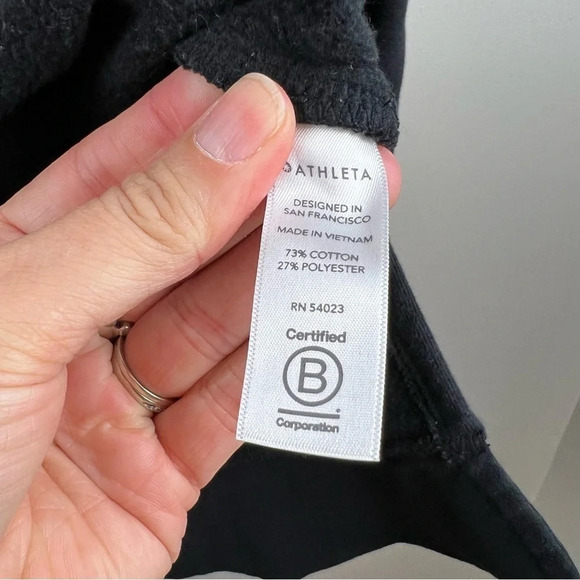 ATHLETA
DESIGNED IN
SAN FRANCISCO
MADE IN VIETNAM
73% COTTON
27% POLYESTER
RN 54023
Certified
B
Corporation